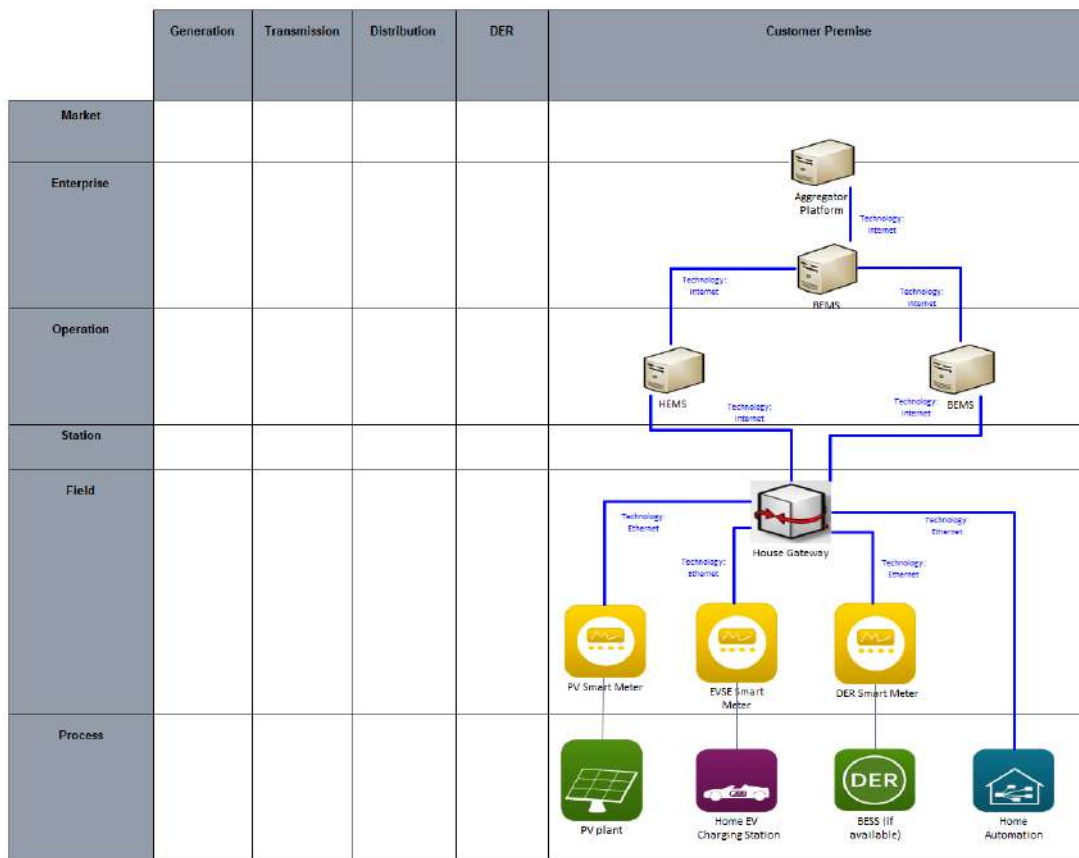 Generation
Transmission
Distribution
DER
Customer Premise
Market
Enterprise
Aggregator
Platform
Technology:
Internet
Technology:
Internet
BEMS
Technology:
Internet
Operation
HEMS
Technology:
Internet
Technology:
Internet
BEMS
Station
Field
Technology:
Ethernet
House Gateway
Technology:
Ethernet
Technology:
Ethernet
Technology:
Ethernet
PV Smart Meter
EVSE Smart
Meter
DER Smart Meter
Process
PV plant
Home EV
Charging Station
DER
BESS (if
available)
Home
Automation